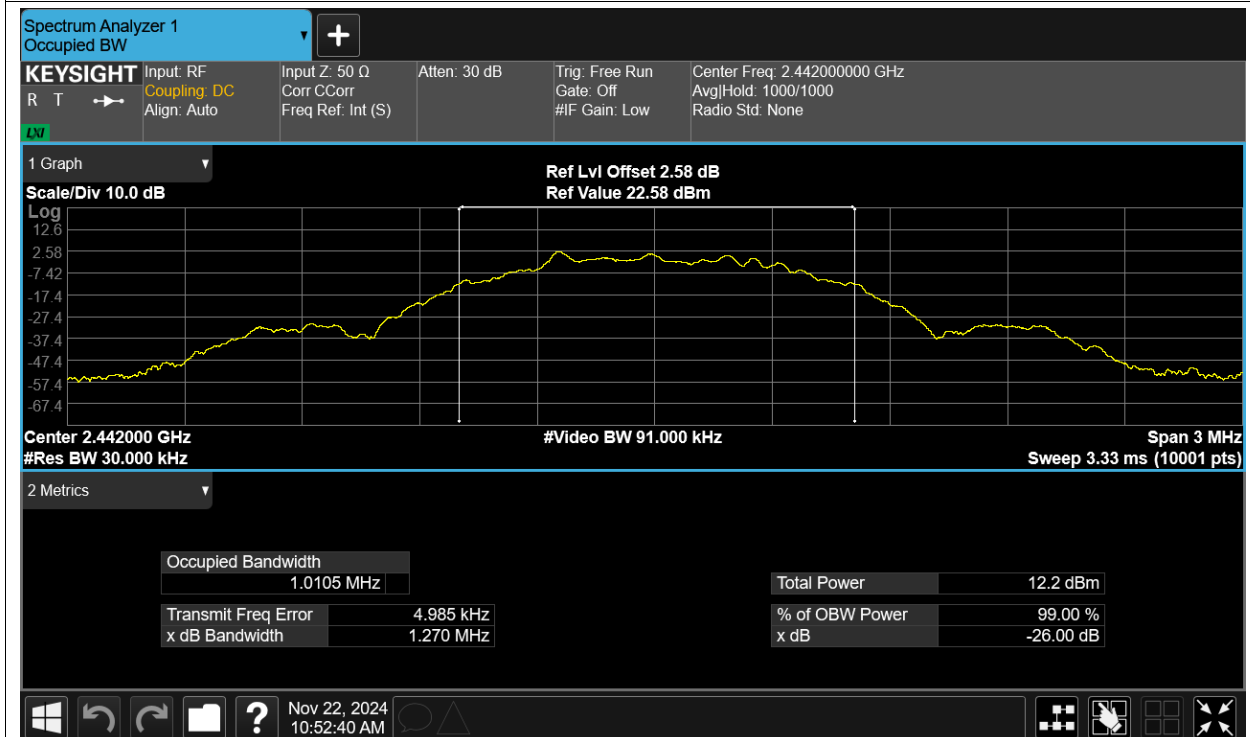 Spectrum Analyzer 1
Occupied BW
▼
+
KEYSIGHT
R T
LXI
Input: RF
Coupling: DC
Align: Auto
Input Z: 50 Ω
Corr CCorr
Freq Ref: Int (S)
Atten: 30 dB
Trig: Free Run
Gate: Off
#IF Gain: Low
Center Freq: 2.442000000 GHz
Avg|Hold: 1000/1000
Radio Std: None
1 Graph ▼
Scale/Div 10.0 dB
Ref Lvl Offset 2.58 dB
Ref Value 22.58 dBm
Log
12.6
2.58
-7.42
-17.4
-27.4
-37.4
-47.4
-57.4
-67.4
Center 2.442000 GHz #Video BW 91.000 kHz Span 3 MHz
#Res BW 30.000 kHz Sweep 3.33 ms (10001 pts)
2 Metrics ▼
Occupied Bandwidth
1.0105 MHz
Transmit Freq Error 4.985 kHz
x dB Bandwidth 1.270 MHz
Total Power 12.2 dBm
% of OBW Power 99.00 %
x dB -26.00 dB
?
Nov 22, 2024
10:52:40 AM